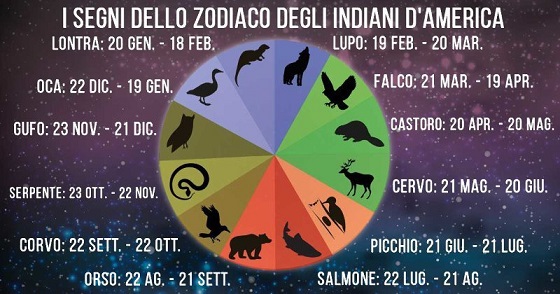 I SEGNI DELLO ZODIACO DEGLI INDIANI D'AMERICA
LONTRA: 20 GEN. - 18 FEB.
LUPO: 19 FEB. - 20 MAR.
OCA: 22 DIC. - 19 GEN.
FALCO: 21 MAR. - 19 APR.
GUFO: 23 NOV. - 21 DIC.
CASTORO: 20 APR. - 20 MAG.
SERPENTE: 23 OTT. - 22 NOV.
CERVO: 21 MAG. - 20 GIU.
CORVO: 22 SETT. - 22 OTT.
PICCHIO: 21 GIU. - 21 LUG.
ORSO: 22 AG. - 21 SETT.
SALMONE: 22 LUG. - 21 AG.